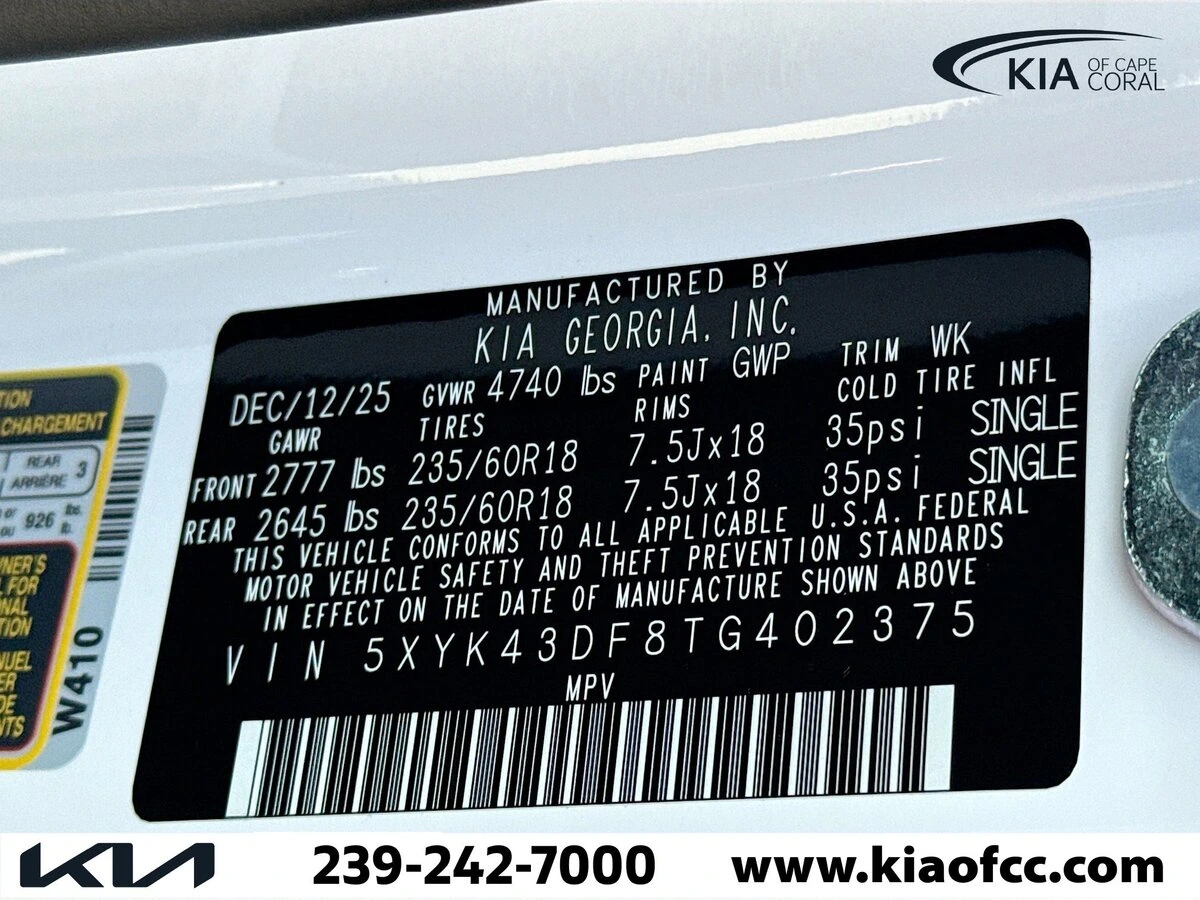 KIA OF CAPE CORAL
MANUFACTURED BY
KIA GEORGIA, INC.
DEC/12/25 GVWR 4740 lbs PAINT GWP TRIM WK
GAWR TIRES RIMS COLD TIRE INFL
FRONT 2777 lbs 235/60R18 7.5Jx18 35psi SINGLE
REAR 2645 lbs 235/60R18 7.5Jx18 35psi SINGLE
THIS VEHICLE CONFORMS TO ALL APPLICABLE U.S.A. FEDERAL
MOTOR VEHICLE SAFETY AND THEFT PREVENTION STANDARDS
IN EFFECT ON THE DATE OF MANUFACTURE SHOWN ABOVE
VIN 5XYK43DF8TG402375
MPV
CHARGEMENT
REAR 3
ARRIÈRE
or lbs.
ou 926 lb.
FOR
W410
KIA 239-242-7000 www.kiaofcc.com